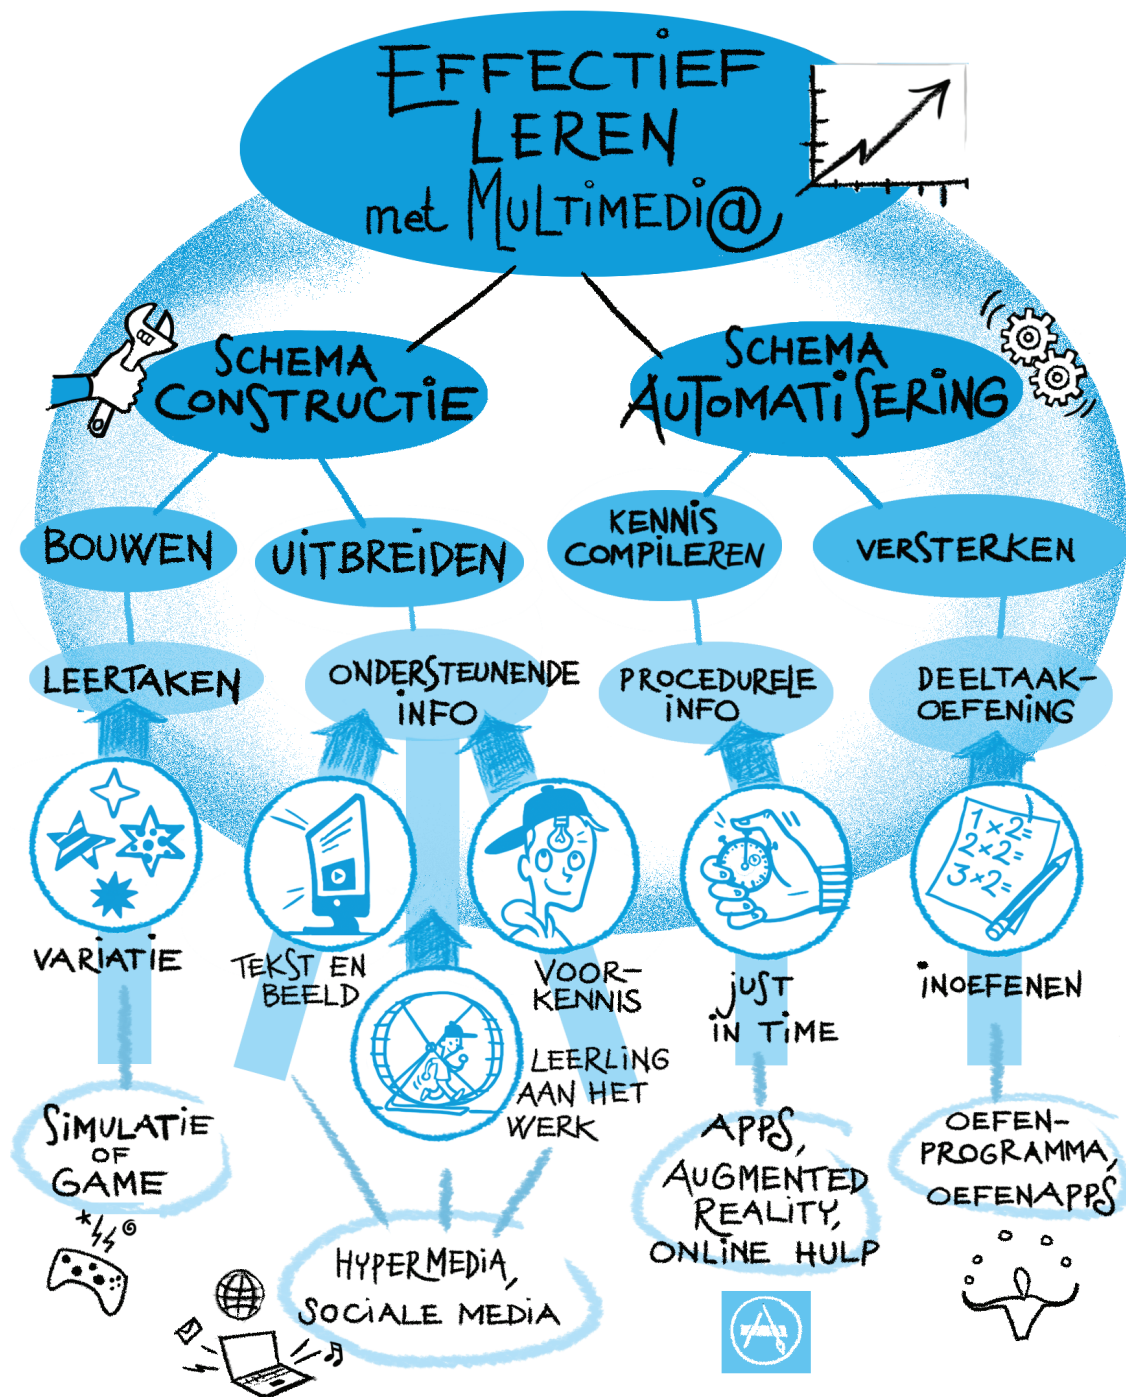 EFFECTIEF
LEREN
met MULTIMEDI@
SCHEMA
CONSTRUCTIE
SCHEMA
AUTOMATISERING
BOUWEN
UITBREIDEN
KENNIS
COMPILEREN
VERSTERKEN
LEERTAKEN
ONDERSTEUNENDE
INFO
PROCEDURELE
INFO
DEELTAAK-
OEFENING
1×2=
2×2=
3×2=
VARIATIE
TEKST EN
BEELD
VOOR-
KENNIS
LEERLING
AAN HET
WERK
JUST
IN TIME
INOEFENEN
SIMULATIE
OF
GAME
HYPERMEDIA,
SOCIALE MEDIA
APPS,
AUGMENTED
REALITY,
ONLINE HULP
OEFEN-
PROGRAMMA,
OEFENAPPS